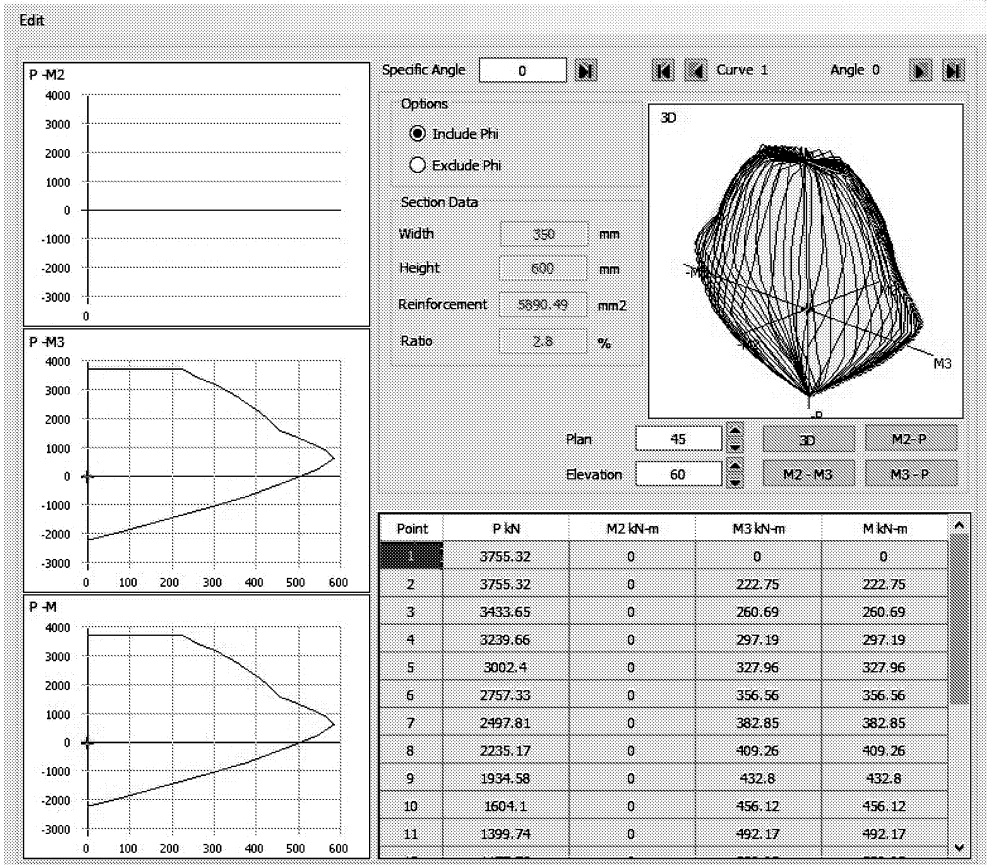 Edit
P -M2
4000
3000
2000
1000
0
-1000
-2000
-3000
0
P -M3
4000
3000
2000
1000
0
-1000
-2000
-3000
0 100 200 300 400 500 600
P -M
4000
3000
2000
1000
0
-1000
-2000
-3000
0 100 200 300 400 500 600
Specific Angle 0
Curve 1 Angle 0
Options
Include Phi
Exclude Phi
Section Data
Width 350 mm
Height 600 mm
Reinforcement 5890.49 mm2
Ratio 2.8 %
3D
M3
-P
Plan 45 3D M2-P
Elevation 60 M2 - M3 M3 - P
Point P kN M2 kN-m M3 kN-m M kN-m
1 3755.32 0 0 0
2 3755.32 0 222.75 222.75
3 3433.65 0 260.69 260.69
4 3239.66 0 297.19 297.19
5 3002.4 0 327.96 327.96
6 2757.33 0 356.56 356.56
7 2497.81 0 382.85 382.85
8 2235.17 0 409.26 409.26
9 1934.58 0 432.8 432.8
10 1604.1 0 456.12 456.12
11 1399.74 0 492.17 492.17